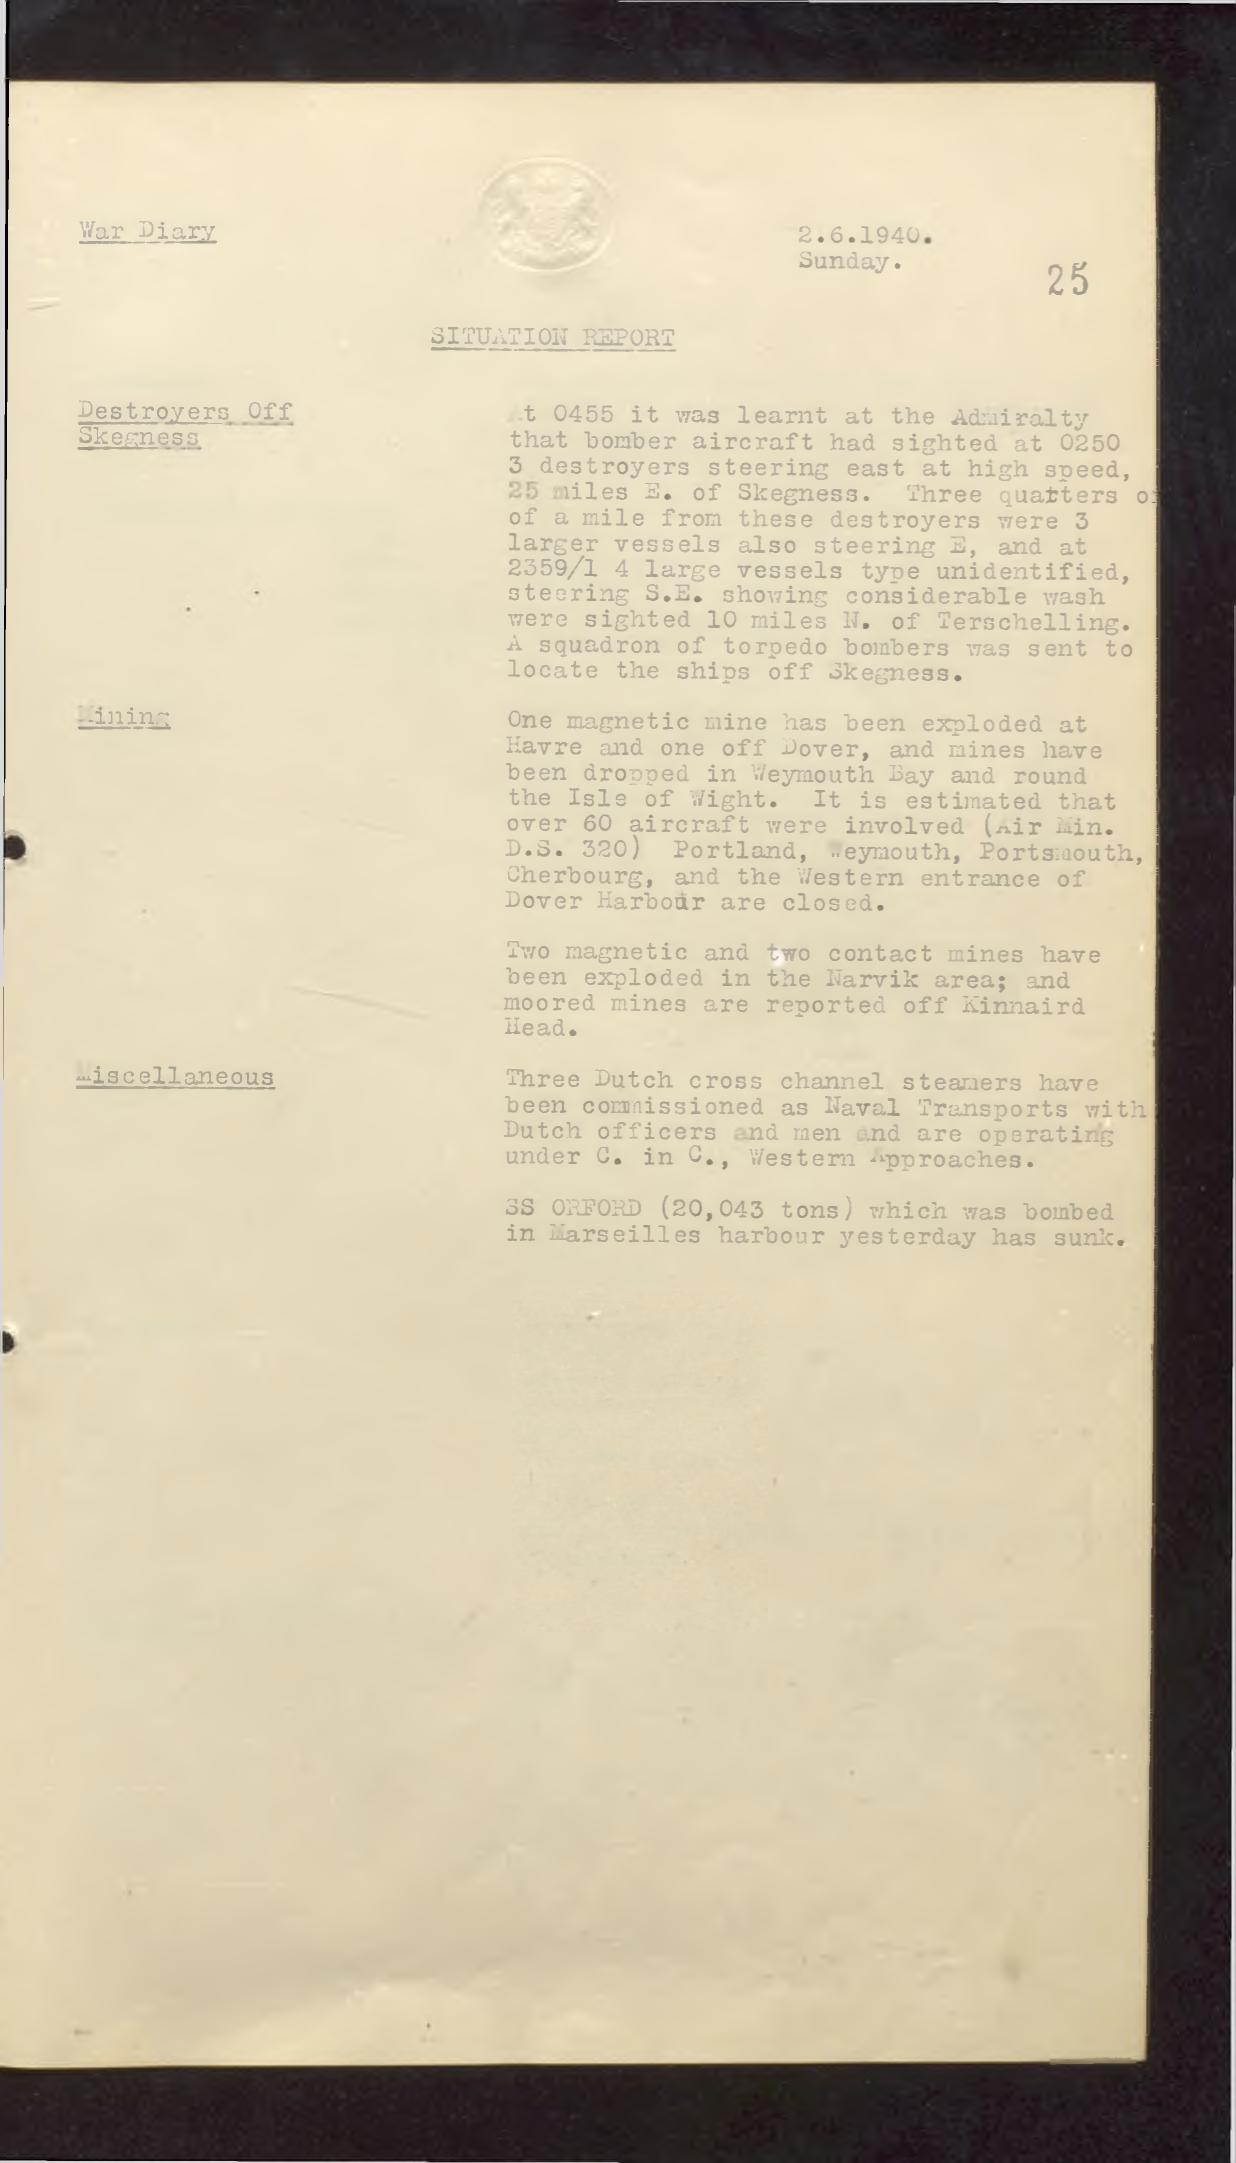 War Diary
2.6.1940.
Sunday.
25
SITUATION REPORT
Destroyers Off
Skegness
At 0455 it was learnt at the Admiralty
that bomber aircraft had sighted at 0250
3 destroyers steering east at high speed,
25 miles E. of Skegness. Three quatters o
of a mile from these destroyers were 3
larger vessels also steering E, and at
2359/1 4 large vessels type unidentified,
steering S.E. showing considerable wash
were sighted 10 miles N. of Terschelling.
A squadron of torpedo bombers was sent to
locate the ships off Skegness.
Mining
One magnetic mine has been exploded at
Havre and one off Dover, and mines have
been dropped in Weymouth Bay and round
the Isle of Wight. It is estimated that
over 60 aircraft were involved (Air Min.
D.S. 320) Portland, Weymouth, Portsmouth,
Cherbourg, and the Western entrance of
Dover Harbour are closed.
Two magnetic and two contact mines have
been exploded in the Narvik area; and
moored mines are reported off Kinnaird
Head.
Miscellaneous
Three Dutch cross channel steamers have
been commissioned as Naval Transports with
Dutch officers and men and are operating
under C. in C., Western Approaches.
SS ORFORD (20,043 tons) which was bombed
in Marseilles harbour yesterday has sunk.